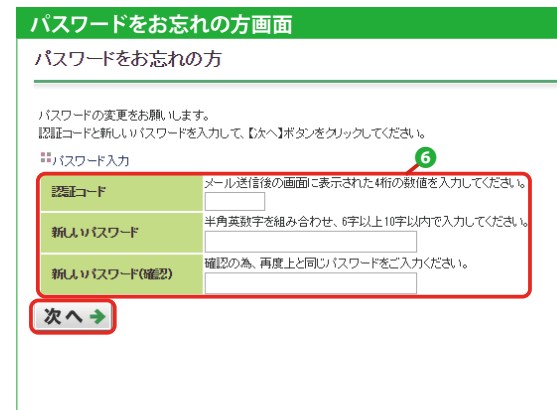 パスワードをお忘れの方画面
パスワードをお忘れの方
パスワードの変更をお願いします。
認証コードと新しいパスワードを入力して、【次へ】ボタンをクリックしてください。
パスワード入力
6
認証コード
メール送信後の画面に表示された4桁の数値を入力してください。
新しいパスワード
半角英数字を組み合わせ、6字以上10字以内で入力してください。
新しいパスワード(確認)
確認の為、再度上と同じパスワードをご入力ください。
次へ